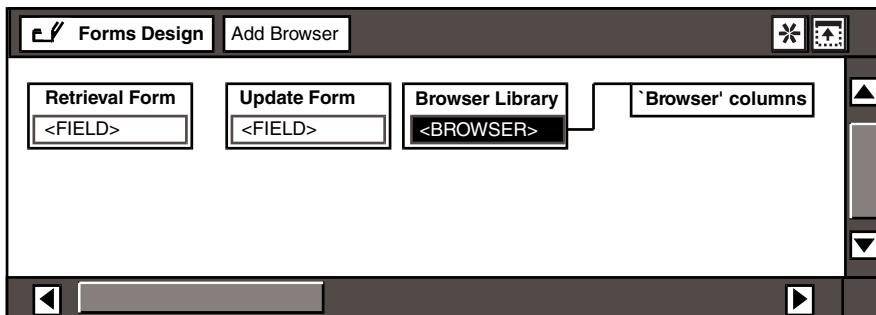 Forms Design
Add Browser
Retrieval Form
<FIELD>
Update Form
<FIELD>
Browser Library
<BROWSER>
`Browser' columns